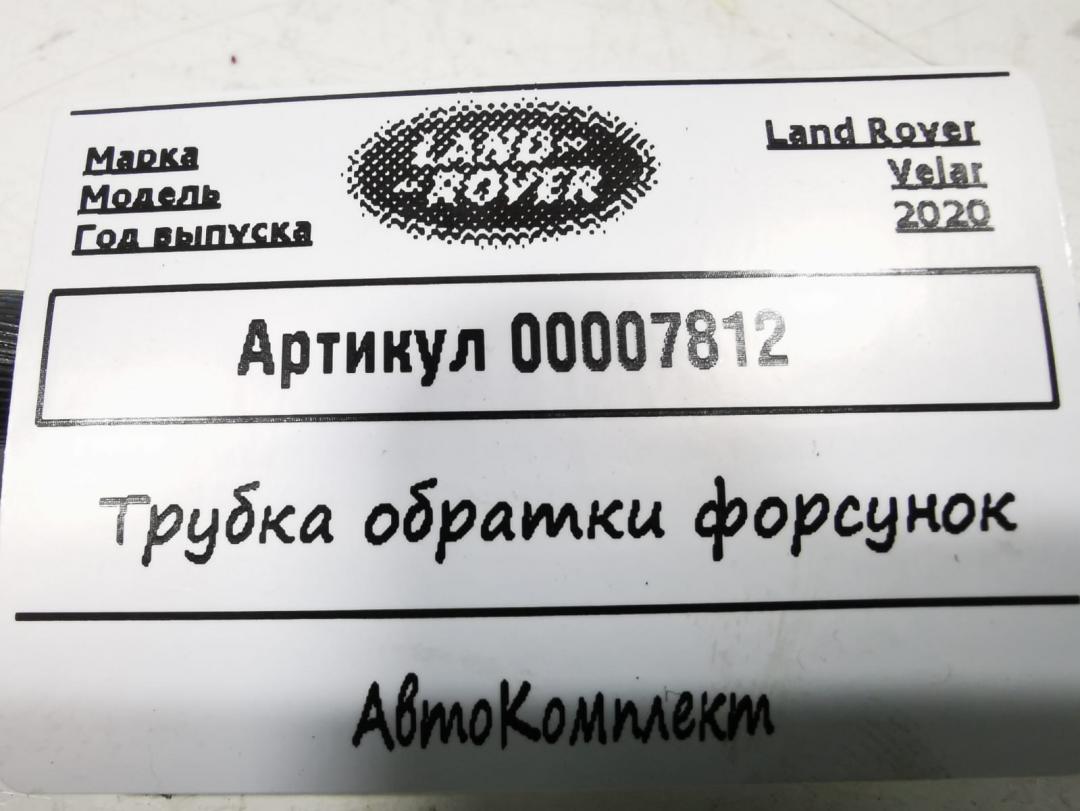 Марка
Модель
Год выпуска
LAND-
-ROVER
Land Rover
Velar
2020
Артикул 00007812
Трубка обратки форсунок
АвтоКомплект